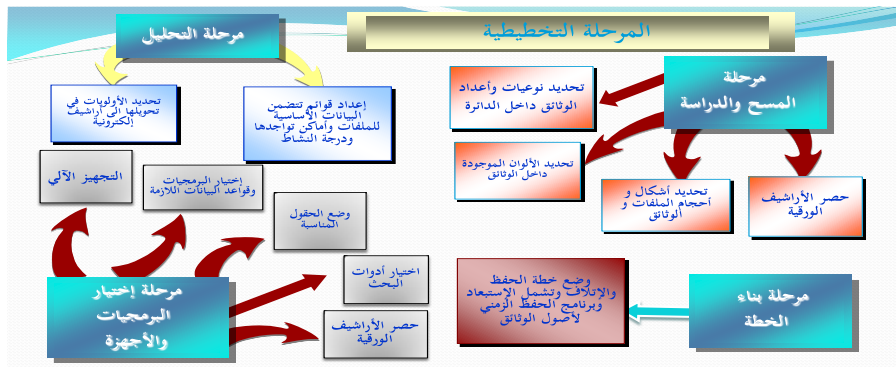 المرحلة التخطيطية
مرحلة
المسح والدراسة
تحديد نوعيات وأعداد
الوثائق داخل الدائرة
تحديد الألوان الموجودة
داخل الوثائق
تحديد أشكال و
أحجام الملفات و
الوثائق
حصر الأراشيف
الورقية
مرحلة التحليل
إعداد قوائم تتضمن
البيانات الأساسية
للملفات وأماكن تواجدها
ودرجة النشاط
تحديد الأولويات في
تحويلها الى أراشيف
إلكترونية
مرحلة بناء
الخطة
وضع خطة الحفظ
والإتلاف وتشمل الإستبعاد
وبرنامج الحفظ الزمني
لأصول الوثائق
مرحلة إختيار
البرمجيات
والأجهزة
التجهيز الآلي
إختيار البرمجيات
وقواعد البيانات اللازمة
وضع الحقول
المناسبة
اختيار أدوات
البحث
حصر الأراشيف
الورقية